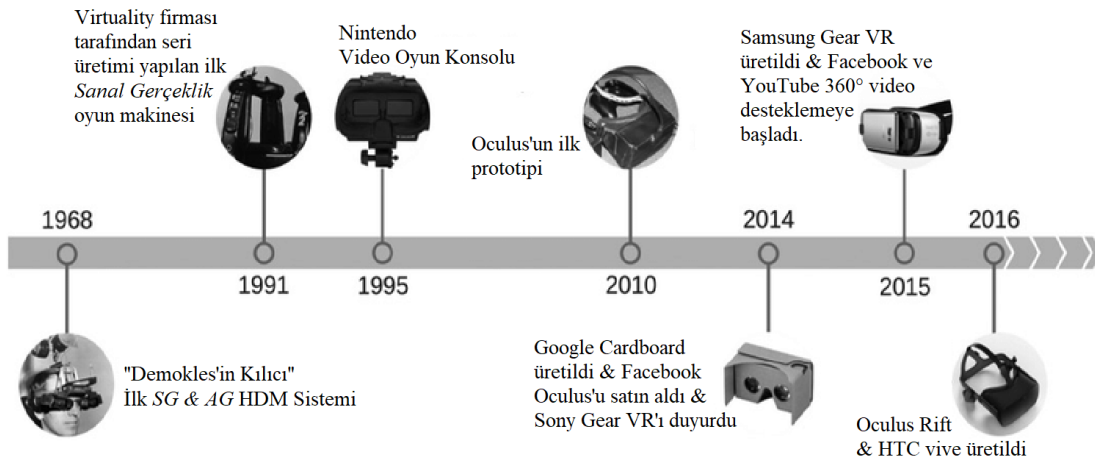 Virtuality firması
tarafından seri
üretimi yapılan ilk
Sanal Gerçeklik
oyun makinesi
Nintendo
Video Oyun Konsolu
Oculus'un ilk
prototipi
Samsung Gear VR
üretildi & Facebook ve
YouTube 360° video
desteklemeye
başladı.
1968
2014
2016
1991
1995
2010
2015
"Demokles'in Kılıcı"
İlk SG & AG HDM Sistemi
Google Cardboard
üretildi & Facebook
Oculus'u satın aldı &
Sony Gear VR'ı duyurdu
Oculus Rift
& HTC vive üretildi